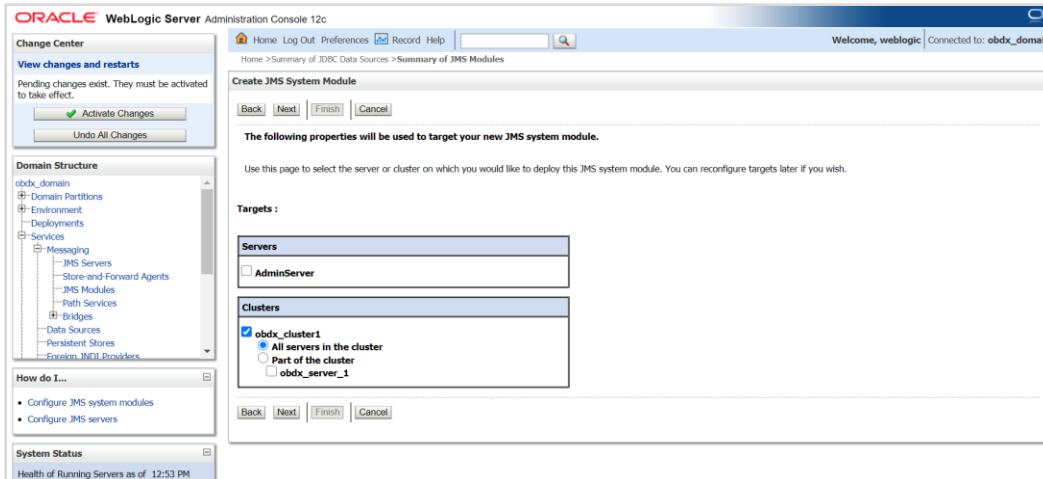 ORACLE WebLogic Server Administration Console 12c
Change Center
View changes and restarts
Pending changes exist. They must be activated
to take effect.
Activate Changes
Undo All Changes
Domain Structure
obdx_domain
Domain Partitions
Environment
Deployments
Services
Messaging
JMS Servers
Store-and-Forward Agents
JMS Modules
Path Services
Bridges
Data Sources
Persistent Stores
Foreign JNDI Providers
How do I...
Configure JMS system modules
Configure JMS servers
System Status
Health of Running Servers as of 12:53 PM
Home Log Out Preferences Record Help
Welcome, weblogic Connected to: obdx_domai
Home >Summary of JDBC Data Sources >Summary of JMS Modules
Create JMS System Module
Back Next Finish Cancel
The following properties will be used to target your new JMS system module.
Use this page to select the server or cluster on which you would like to deploy this JMS system module. You can reconfigure targets later if you wish.
Targets :
Servers
AdminServer
Clusters
obdx_cluster1
All servers in the cluster
Part of the cluster
obdx_server_1
Back Next Finish Cancel